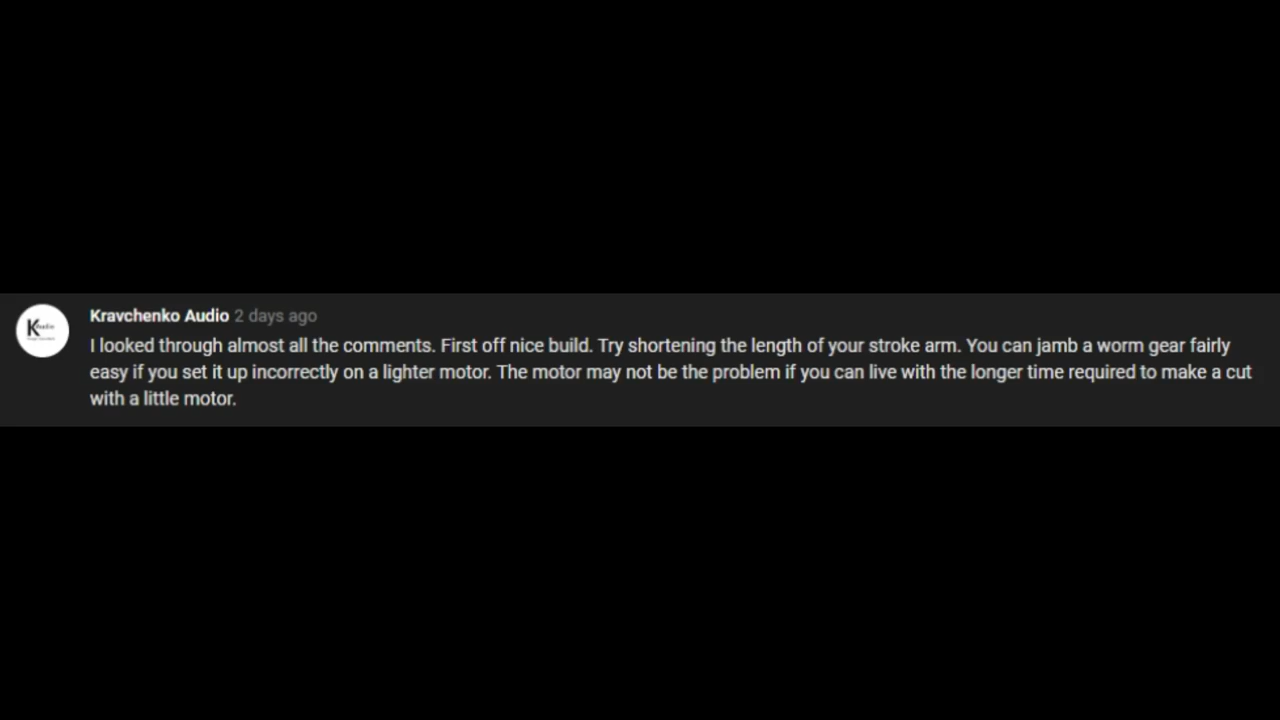 Kravchenko Audio 2 days ago
I looked through almost all the comments. First off nice build. Try shortening the length of your stroke arm. You can jamb a worm gear fairly
easy if you set it up incorrectly on a lighter motor. The motor may not be the problem if you can live with the longer time required to make a cut
with a little motor.